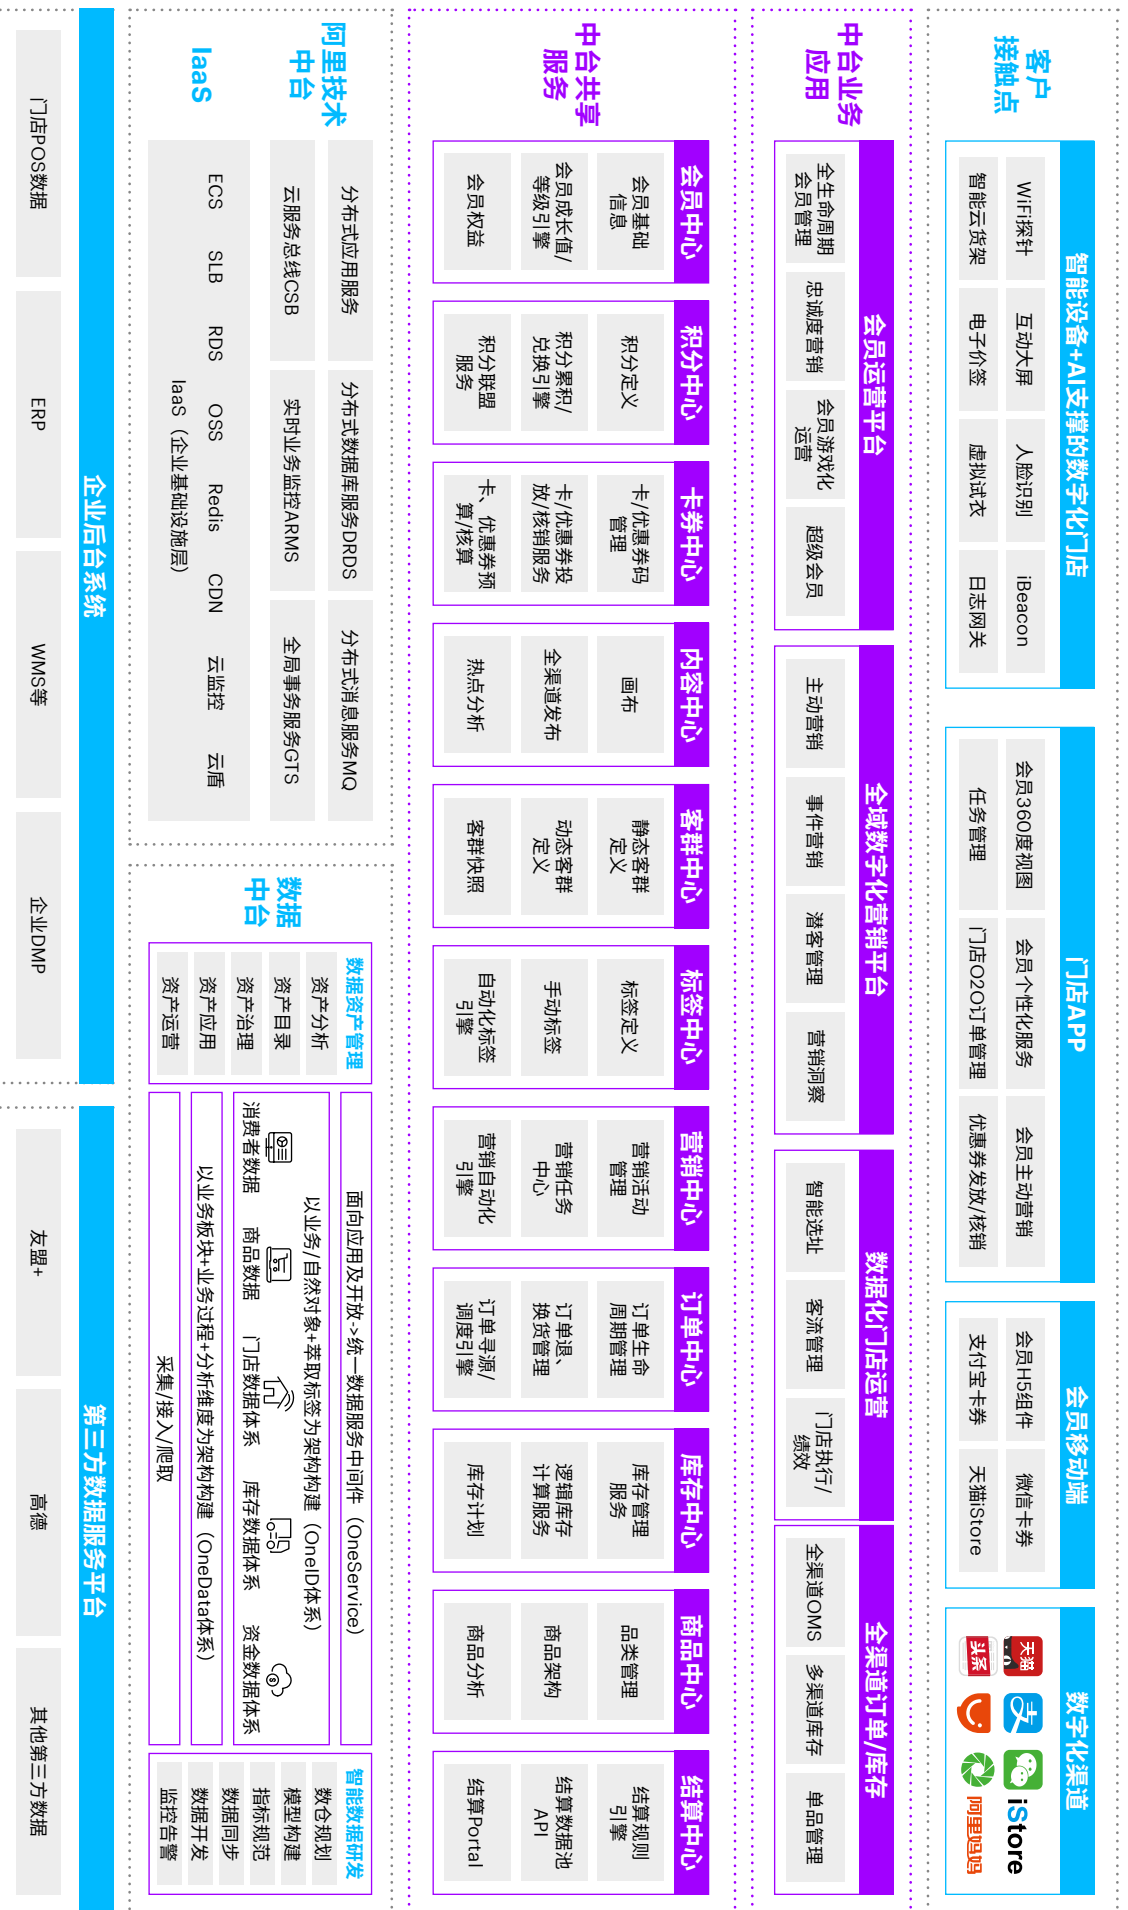 客户
接触点
智能设备+AI支撑的数字化门店
WiFi探针
互动大屏
人脸识别
iBeacon
智能云货架
电子价签
虚拟试衣
日志网关
门店APP
会员360度视图
会员个性化服务
会员主动营销
任务管理
门店O2O订单管理
优惠券发放/核销
会员移动端
会员H5组件
微信卡券
支付宝卡券
天猫iStore
数字化渠道
天猫
支
iStore
头条
阿里妈妈
中台业务
应用
会员运营平台
全生命周期
会员管理
忠诚度营销
会员游戏化
运营
超级会员
全域数字化营销平台
主动营销
事件营销
潜客管理
营销洞察
数据化门店运营
智能选址
客流管理
门店执行/
绩效
全渠道订单/库存
全渠道OMS
多渠道库存
单品管理
中台共享
服务
会员中心
会员基础
信息
会员成长值/
等级引擎
会员权益
积分中心
积分定义
积分累积/
兑换引擎
积分联盟
服务
卡券中心
卡/优惠券码
管理
卡/优惠券投
放/核销服务
卡、优惠券预
算/核算
内容中心
画布
全渠道发布
热点分析
客群中心
静态客群
定义
动态客群
定义
客群快照
标签中心
标签定义
手动标签
自动化标签
引擎
营销中心
营销活动
管理
营销任务
中心
营销自动化
引擎
订单中心
订单生命
周期管理
订单退、
换货管理
订单寻源/
调度引擎
库存中心
库存管理
服务
逻辑库存
计算服务
库存计划
商品中心
品类管理
商品架构
商品分析
结算中心
结算规则
引擎
结算数据池
API
结算Portal
阿里技术
中台
分布式应用服务
分布式数据库服务DRDS
分布式消息服务MQ
云服务总线CSB
实时业务监控ARMS
全局事务服务GTS
IaaS
ECS
SLB
RDS
OSS
Redis
CDN
云监控
云盾
IaaS（企业基础设施层）
数据
中台
数据资产管理
资产分析
资产目录
资产治理
资产应用
资产运营
面向应用及开放->统一数据服务中间件（OneService）
以业务/自然对象+萃取标签为架构构建（OneID体系）
消费者数据
商品数据
门店数据体系
库存数据体系
资金数据体系
以业务板块+业务过程+分析维度为架构构建（OneData体系）
采集/接入/爬取
智能数据研发
数仓规划
模型构建
指标规范
数据同步
数据开发
监控告警
企业后台系统
门店POS数据
ERP
WMS等
企业DMP
第三方数据服务平台
友盟+
高德
其他第三方数据